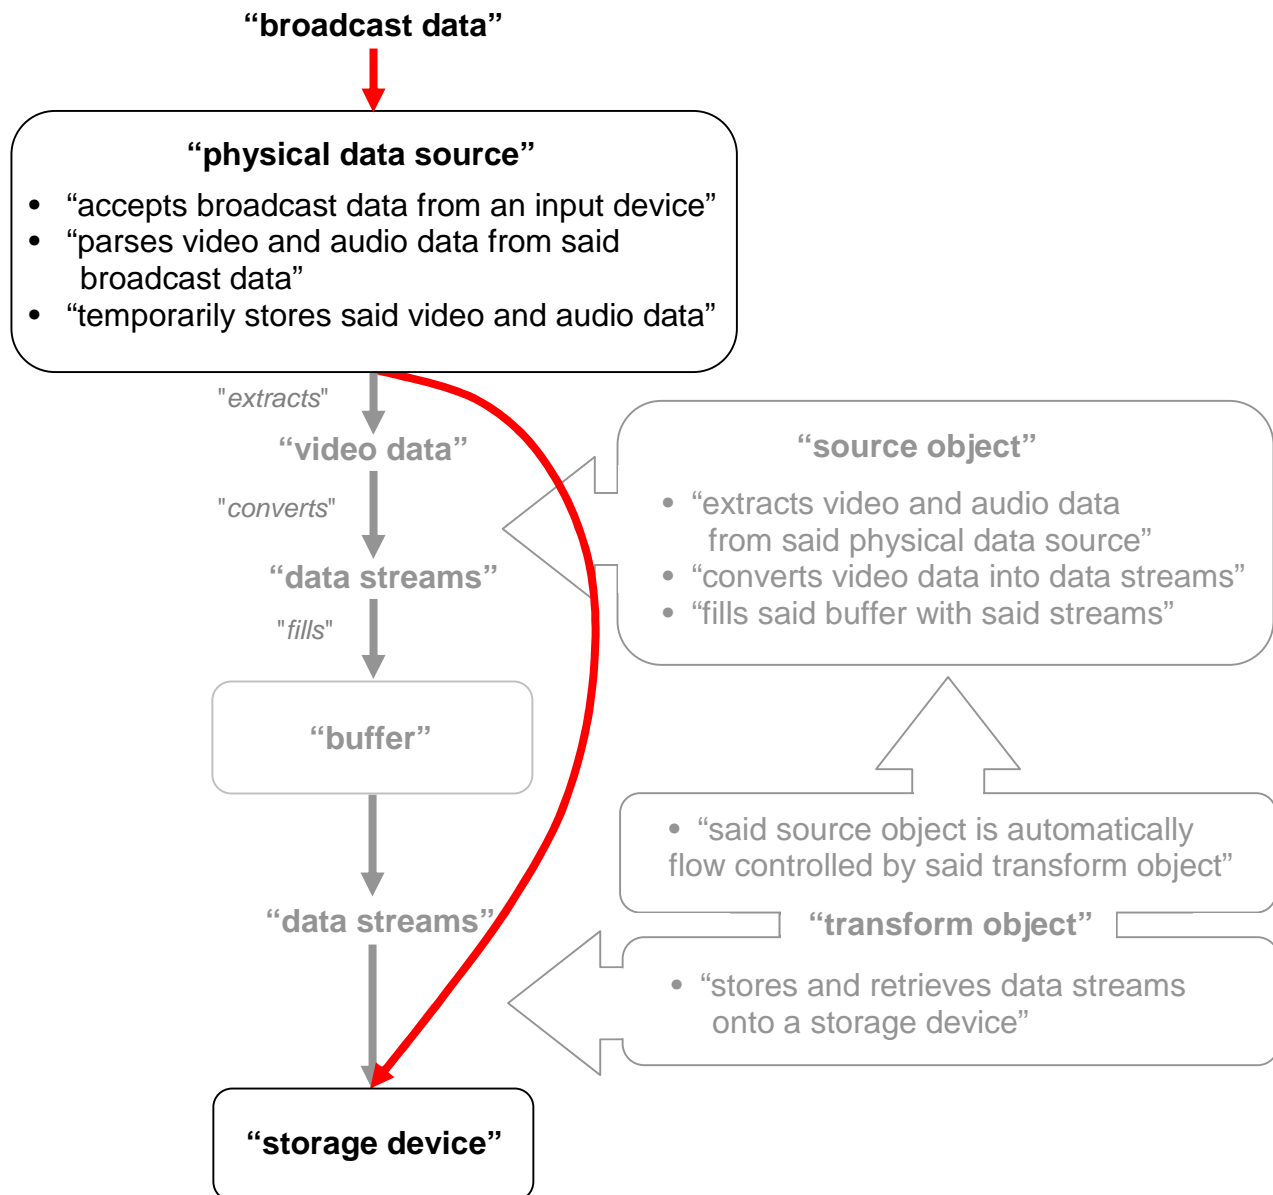 “broadcast data”
“physical data source”
• “accepts broadcast data from an input device”
• “parses video and audio data from said
broadcast data”
• “temporarily stores said video and audio data”
"extracts"
“video data”
"converts"
“data streams”
"fills"
“buffer”
“data streams”
“storage device”
“source object”
• “extracts video and audio data
from said physical data source”
• “converts video data into data streams”
• “fills said buffer with said streams”
• “said source object is automatically
flow controlled by said transform object”
“transform object”
• “stores and retrieves data streams
onto a storage device”